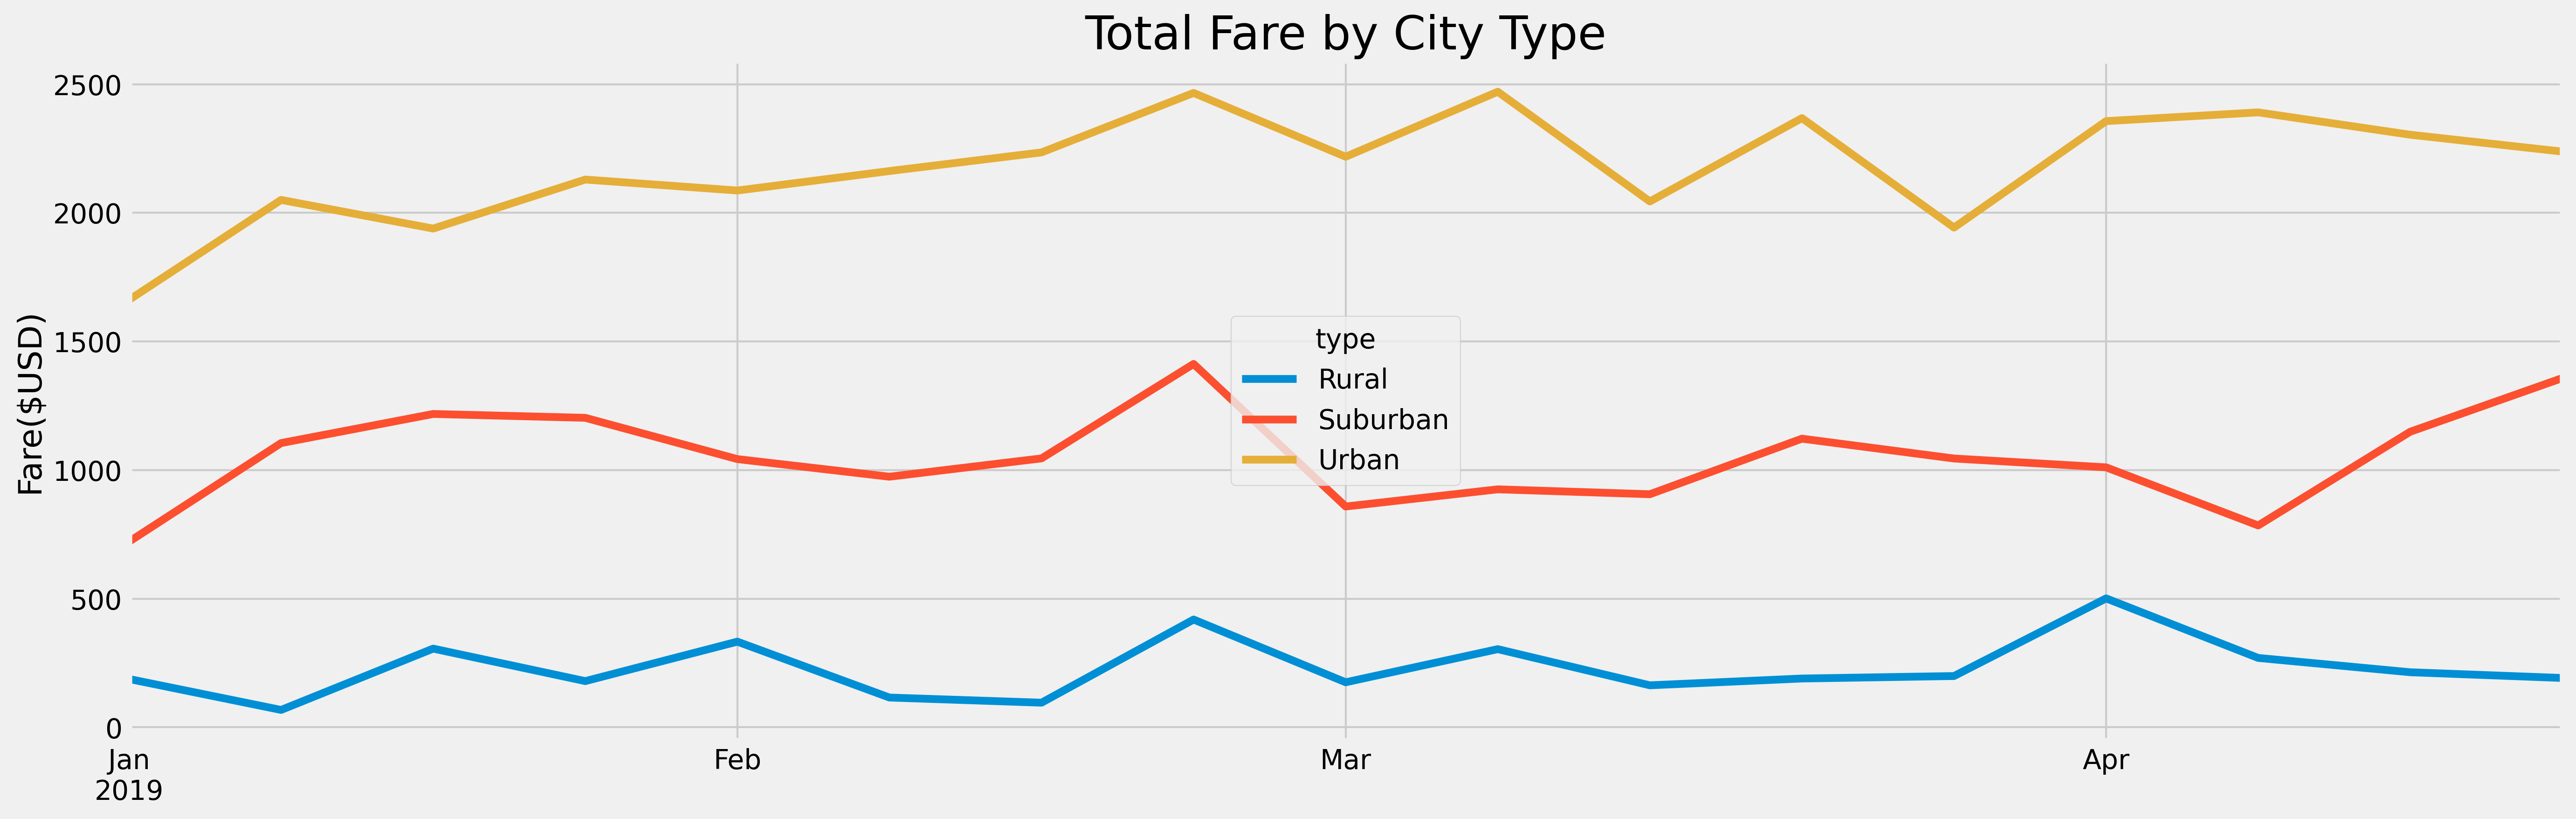 Total Fare by City Type
Fare($USD)
2500
2000
1500
1000
500
0
type
Rural
Suburban
Urban
Jan
2019
Feb
Mar
Apr